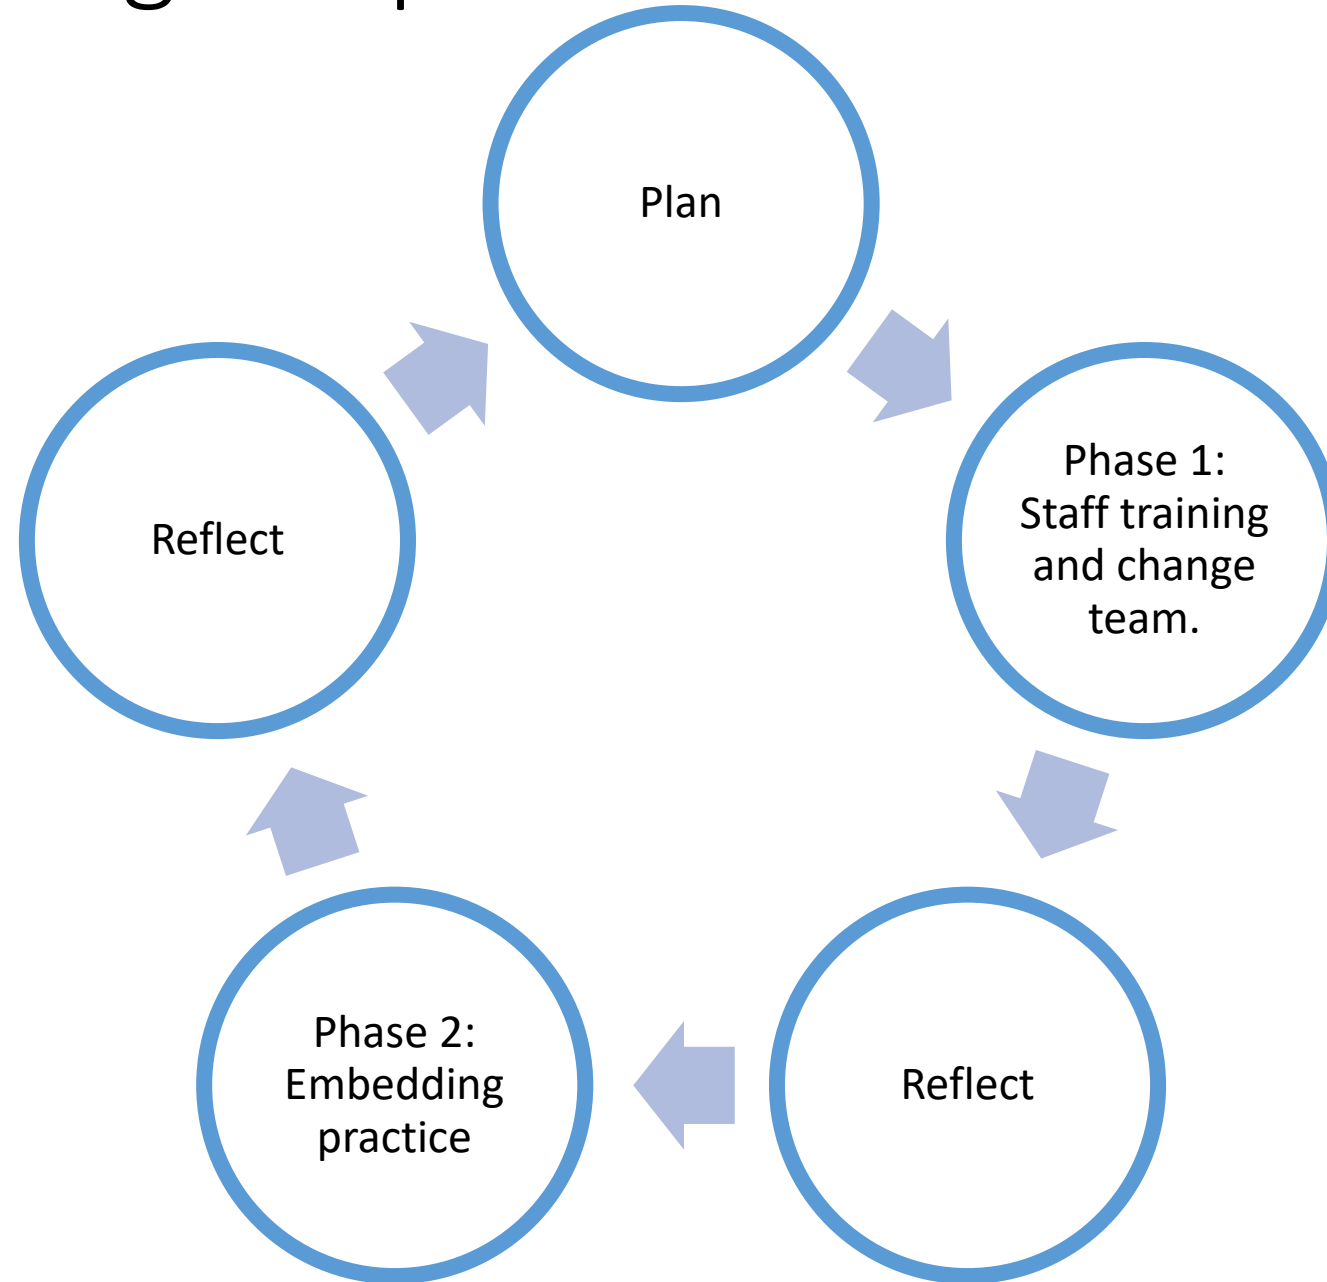 Plan
Phase 1:
Staff training
and change
team.
Reflect
Phase 2:
Embedding
practice
Reflect